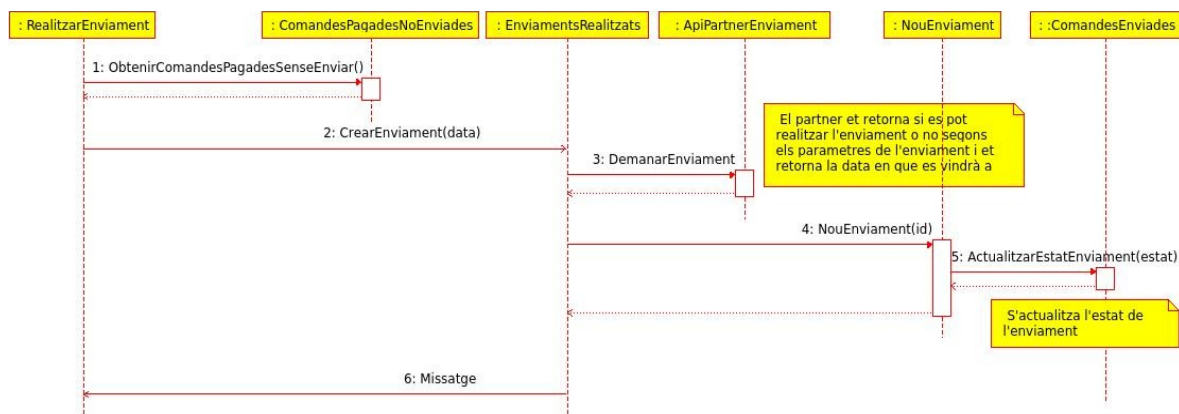 : RealitzarEnviament
: ComandesPagadesNoEnviades
: EnviamentsRealitzats
: ApiPartnerEnviament
: NouEnviament
: :ComandesEnviades
1: ObtenirComandesPagadesSenseEnviar()
2: CrearEnviament(data)
El partner et retorna si es pot
realitzar l'enviament o no segons
els parametres de l'enviament i et
retorna la data en que es vindrà a
3: DemanarEnviament
4: NouEnviament(id)
5: ActualitzarEstatEnviament(estat)
S'actualitza l'estat de
l'enviament
6: Missatge